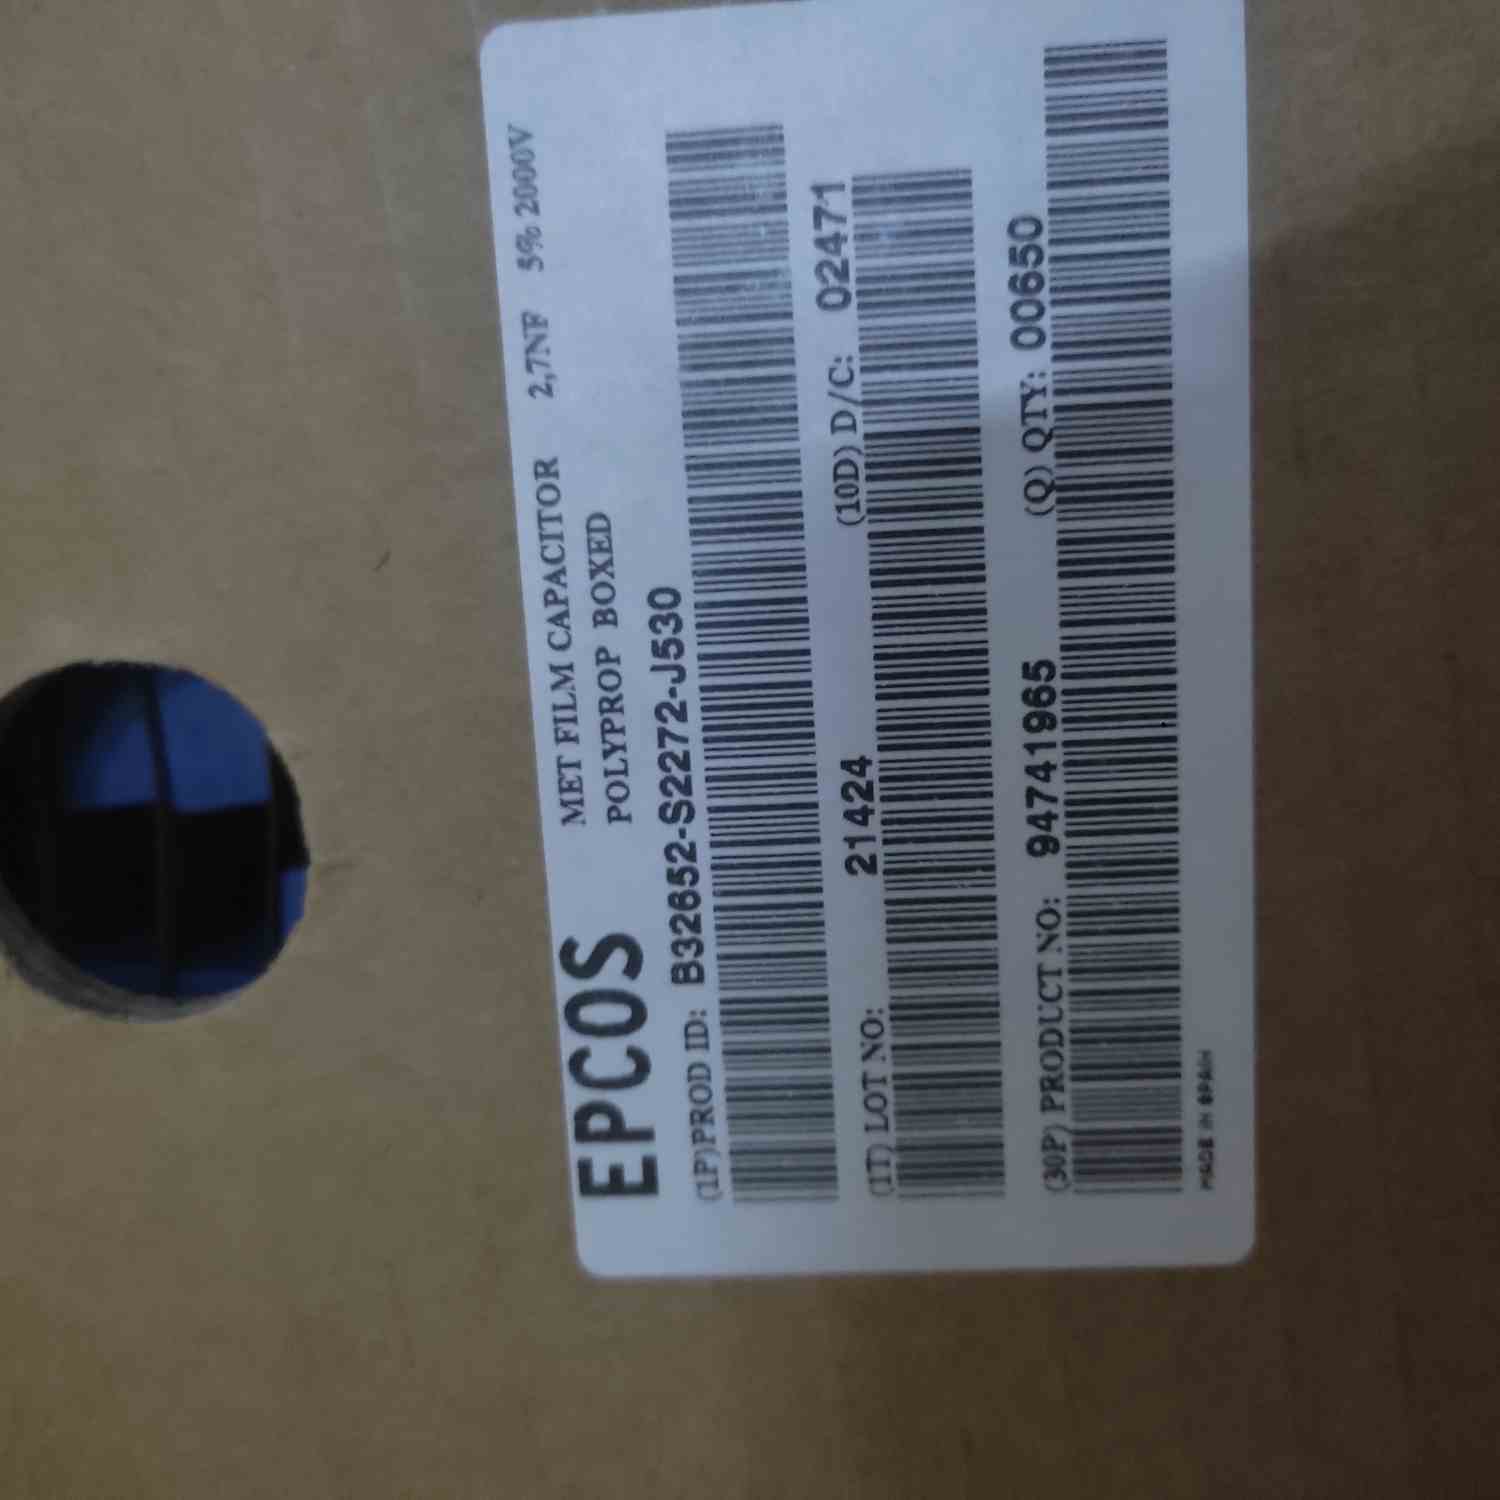 EPCOS MET FILM CAPACITOR 2,7NF 5% 2000V
POLYPROP BOXED
(1P)PROD ID: B32652-S2272-J530
(1T) LOT NO: 21424 (10D) D/C: 02471
(30P) PRODUCT NO: 94741965 (Q) QTY: 00650
MADE IN SPAIN